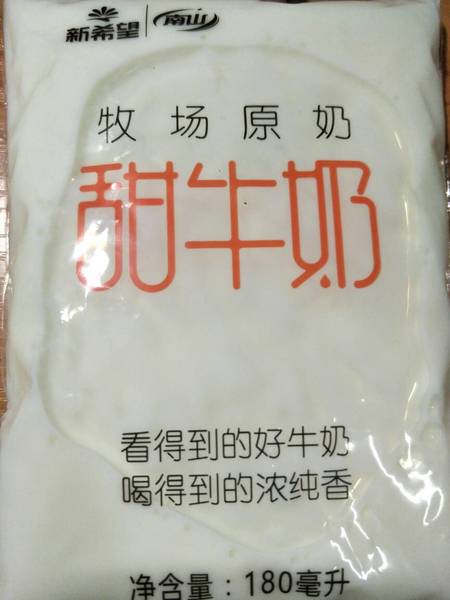 新希望 南山
牧场原奶
甜牛奶
看得到的好牛奶
喝得到的浓纯香
净含量：180毫升